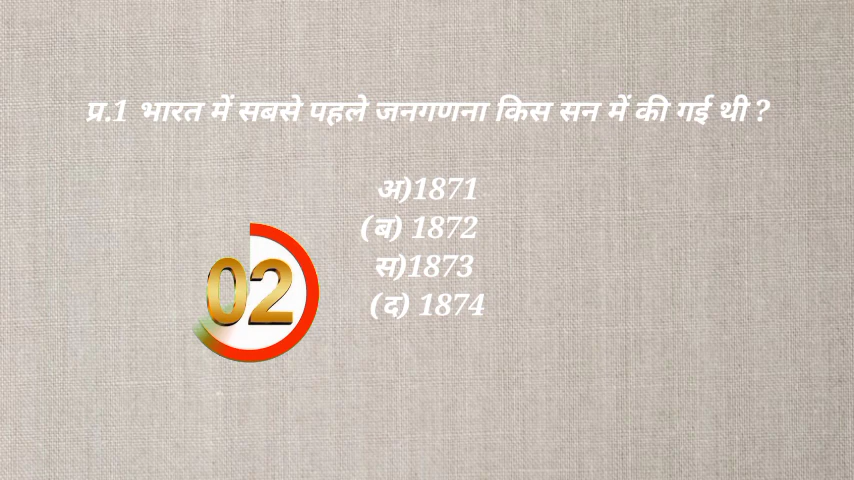 प्र.1 भारत में सबसे पहले जनगणना किस सन में की गई थी ?
अ)1871
(ब) 1872
स)1873
(द) 1874
02